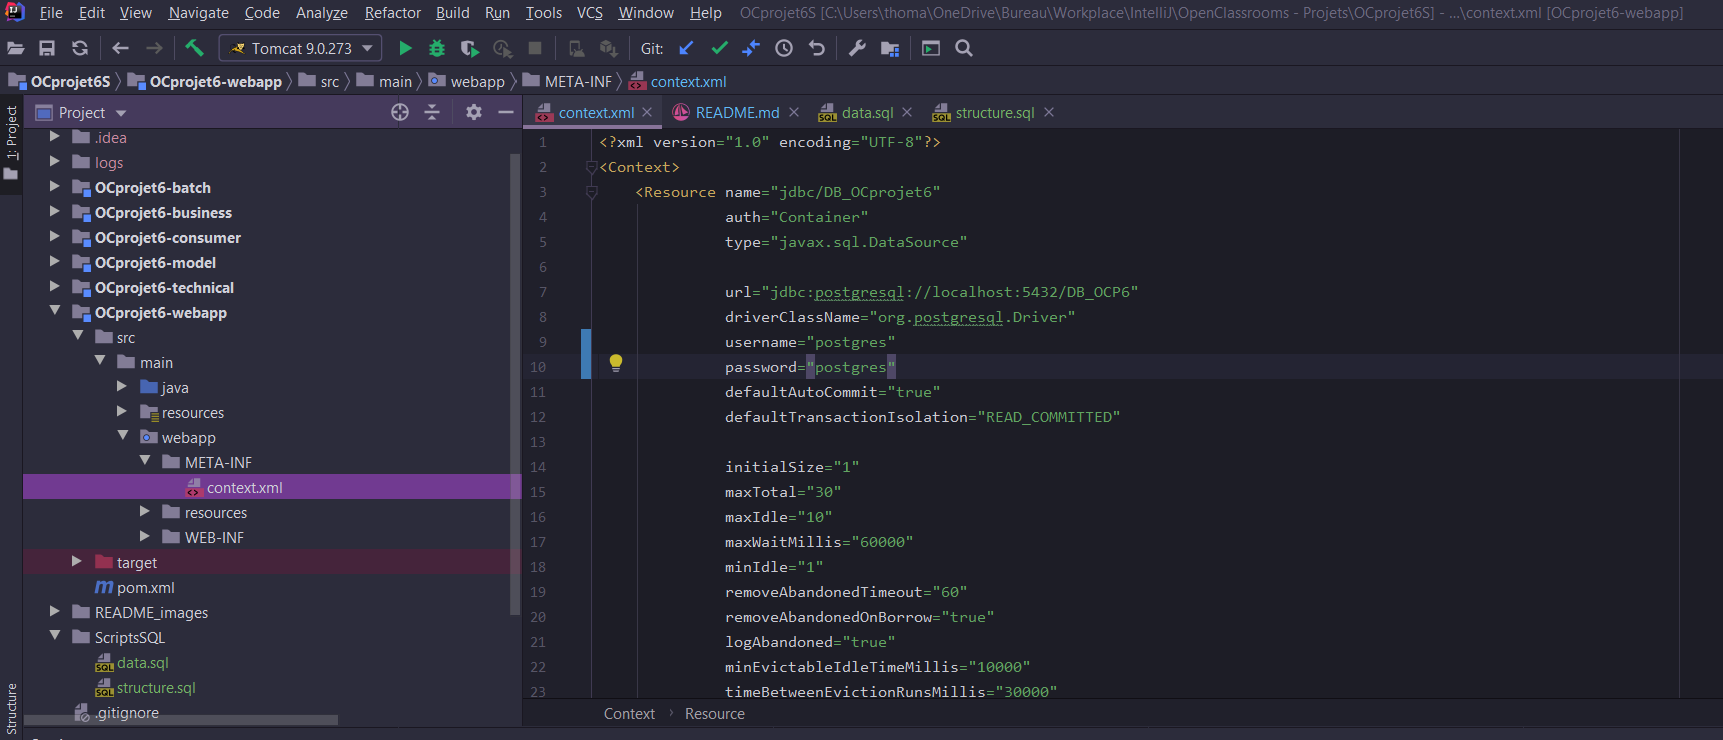 File Edit View Navigate Code Analyze Refactor Build Run Tools VCS Window Help OCprojet6S [C:\Users\thoma\OneDrive\Bureau\Workplace\IntelliJ\OpenClassrooms - Projets\OCprojet6S] - ...\context.xml [OCprojet6-webapp]
Tomcat 9.0.273 Git:
OCprojet6S OCprojet6-webapp src main webapp META-INF context.xml
1: Project
Structure
Project
.idea
logs
OCprojet6-batch
OCprojet6-business
OCprojet6-consumer
OCprojet6-model
OCprojet6-technical
OCprojet6-webapp
src
main
java
resources
webapp
META-INF
context.xml
resources
WEB-INF
target
pom.xml
README_images
ScriptsSQL
data.sql
structure.sql
.gitignore
context.xml README.md data.sql structure.sql
1 <?xml version="1.0" encoding="UTF-8"?>
2 <Context>
3 <Resource name="jdbc/DB_OCprojet6"
4 auth="Container"
5 type="javax.sql.DataSource"
6
7 url="jdbc:postgresql://localhost:5432/DB_OCP6"
8 driverClassName="org.postgresql.Driver"
9 username="postgres"
10 password="postgres"
11 defaultAutoCommit="true"
12 defaultTransactionIsolation="READ_COMMITTED"
13
14 initialSize="1"
15 maxTotal="30"
16 maxIdle="10"
17 maxWaitMillis="60000"
18 minIdle="1"
19 removeAbandonedTimeout="60"
20 removeAbandonedOnBorrow="true"
21 logAbandoned="true"
22 minEvictableIdleTimeMillis="10000"
23 timeBetweenEvictionRunsMillis="30000"
Context › Resource